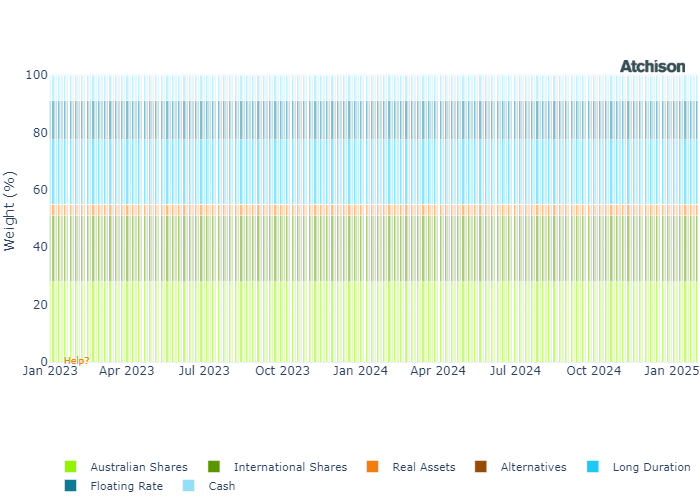 Atchison
100
80
60
40
20
0
Weight (%)
Help?
Jan 2023 Apr 2023 Jul 2023 Oct 2023 Jan 2024 Apr 2024 Jul 2024 Oct 2024 Jan 2025
Australian Shares International Shares Real Assets Alternatives Long Duration
Floating Rate Cash